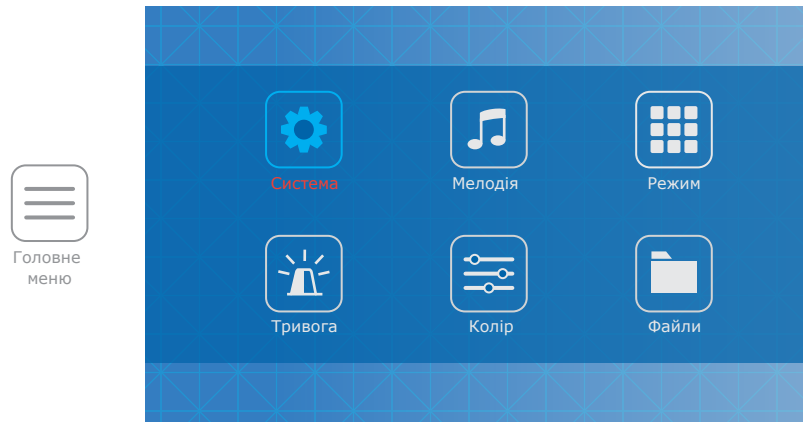 Система
Мелодія
Режим
Головне
меню
Тривога
Колір
Файли